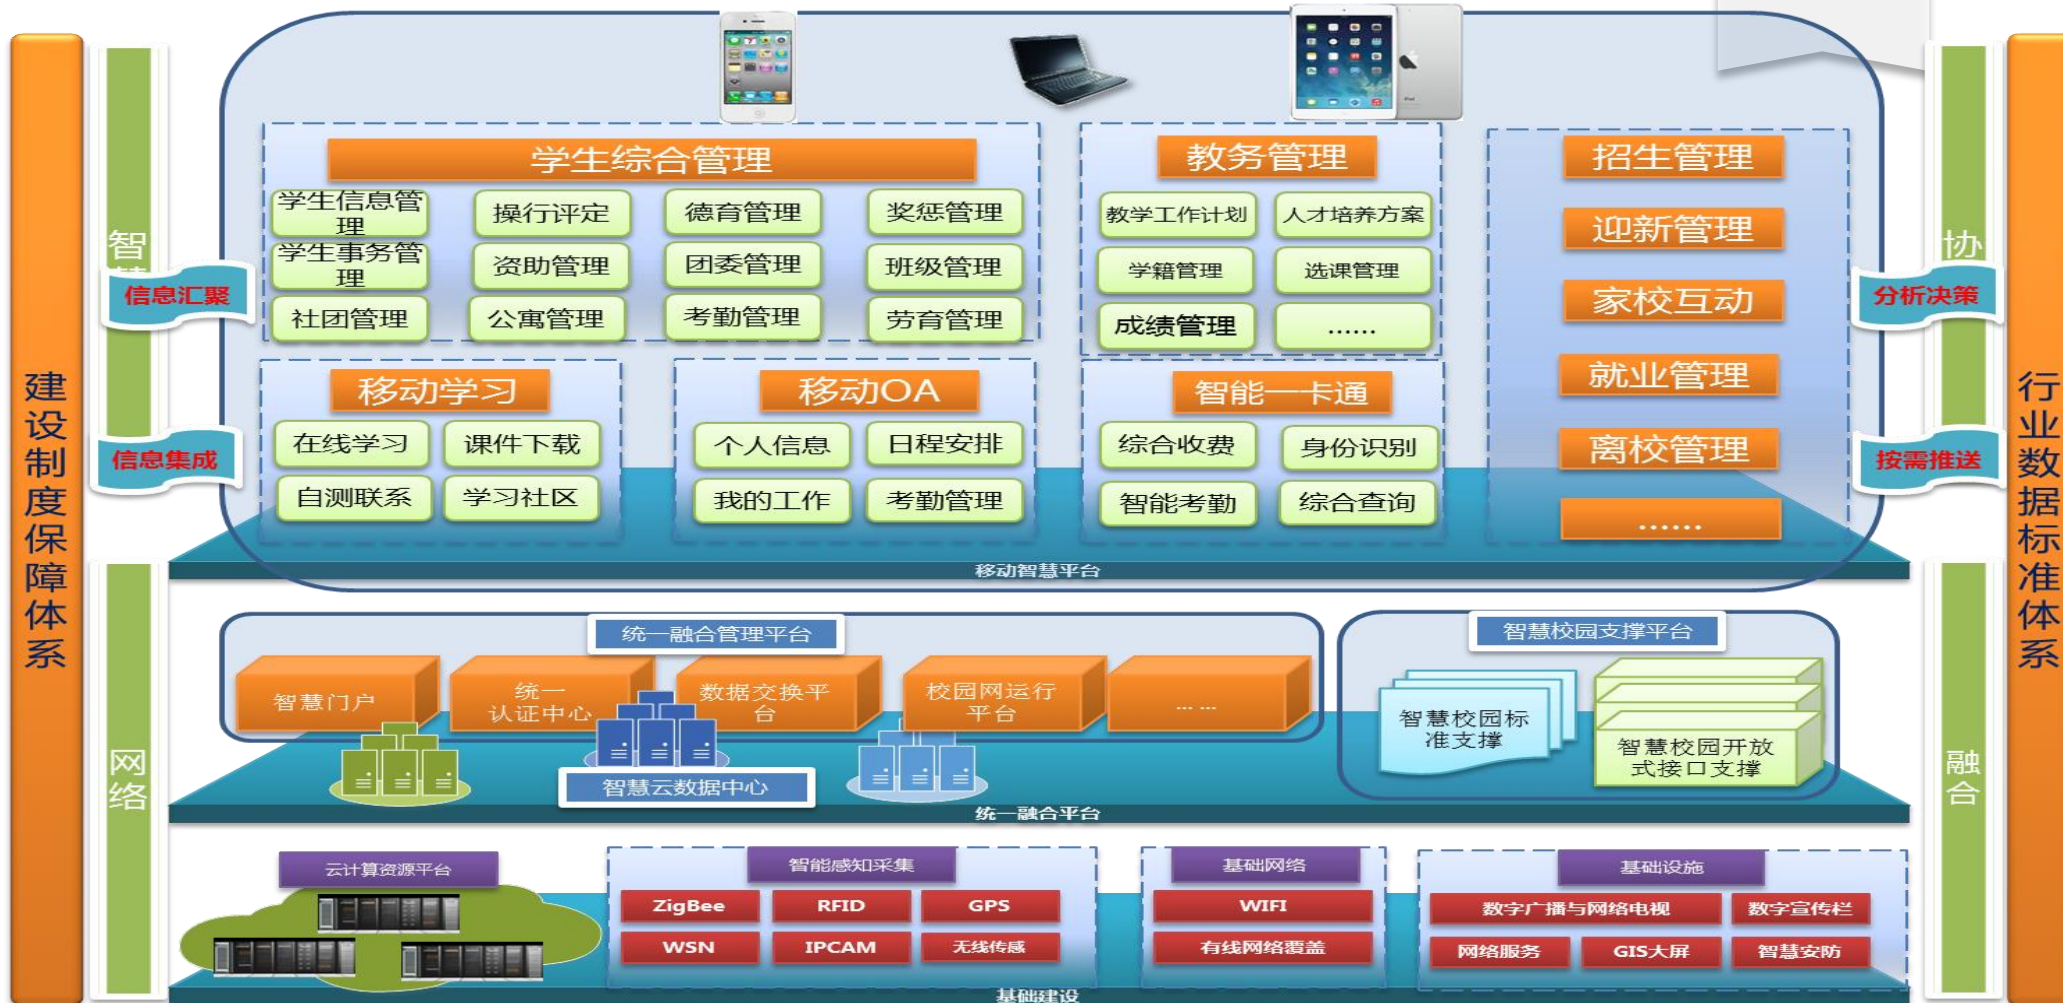 学生综合管理
学生信息管
理
操行评定
德育管理
奖惩管理
学生事务管
理
资助管理
团委管理
班级管理
社团管理
公寓管理
考勤管理
劳育管理
教务管理
教学工作计划
人才培养方案
学籍管理
选课管理
成绩管理
......
招生管理
迎新管理
家校互动
就业管理
离校管理
......
移动学习
在线学习
课件下载
自测联系
学习社区
移动OA
个人信息
日程安排
我的工作
考勤管理
智能一卡通
综合收费
身份识别
智能考勤
综合查询
移动智慧平台
建设制度保障体系
智
信息汇聚
信息集成
网络
协
分析决策
按需推送
融合
行业数据标准体系
统一融合管理平台
智慧门户
统一
认证中心
数据交换平
台
校园网运行
平台
... ...
智慧云数据中心
智慧校园支撑平台
智慧校园标
准支撑
智慧校园开放
式接口支撑
统一融合平台
云计算资源平台
智能感知采集
ZigBee
RFID
GPS
WSN
IPCAM
无线传感
基础网络
WIFI
有线网络覆盖
基础设施
数字广播与网络电视
数字宣传栏
网络服务
GIS大屏
智慧安防
基础建设